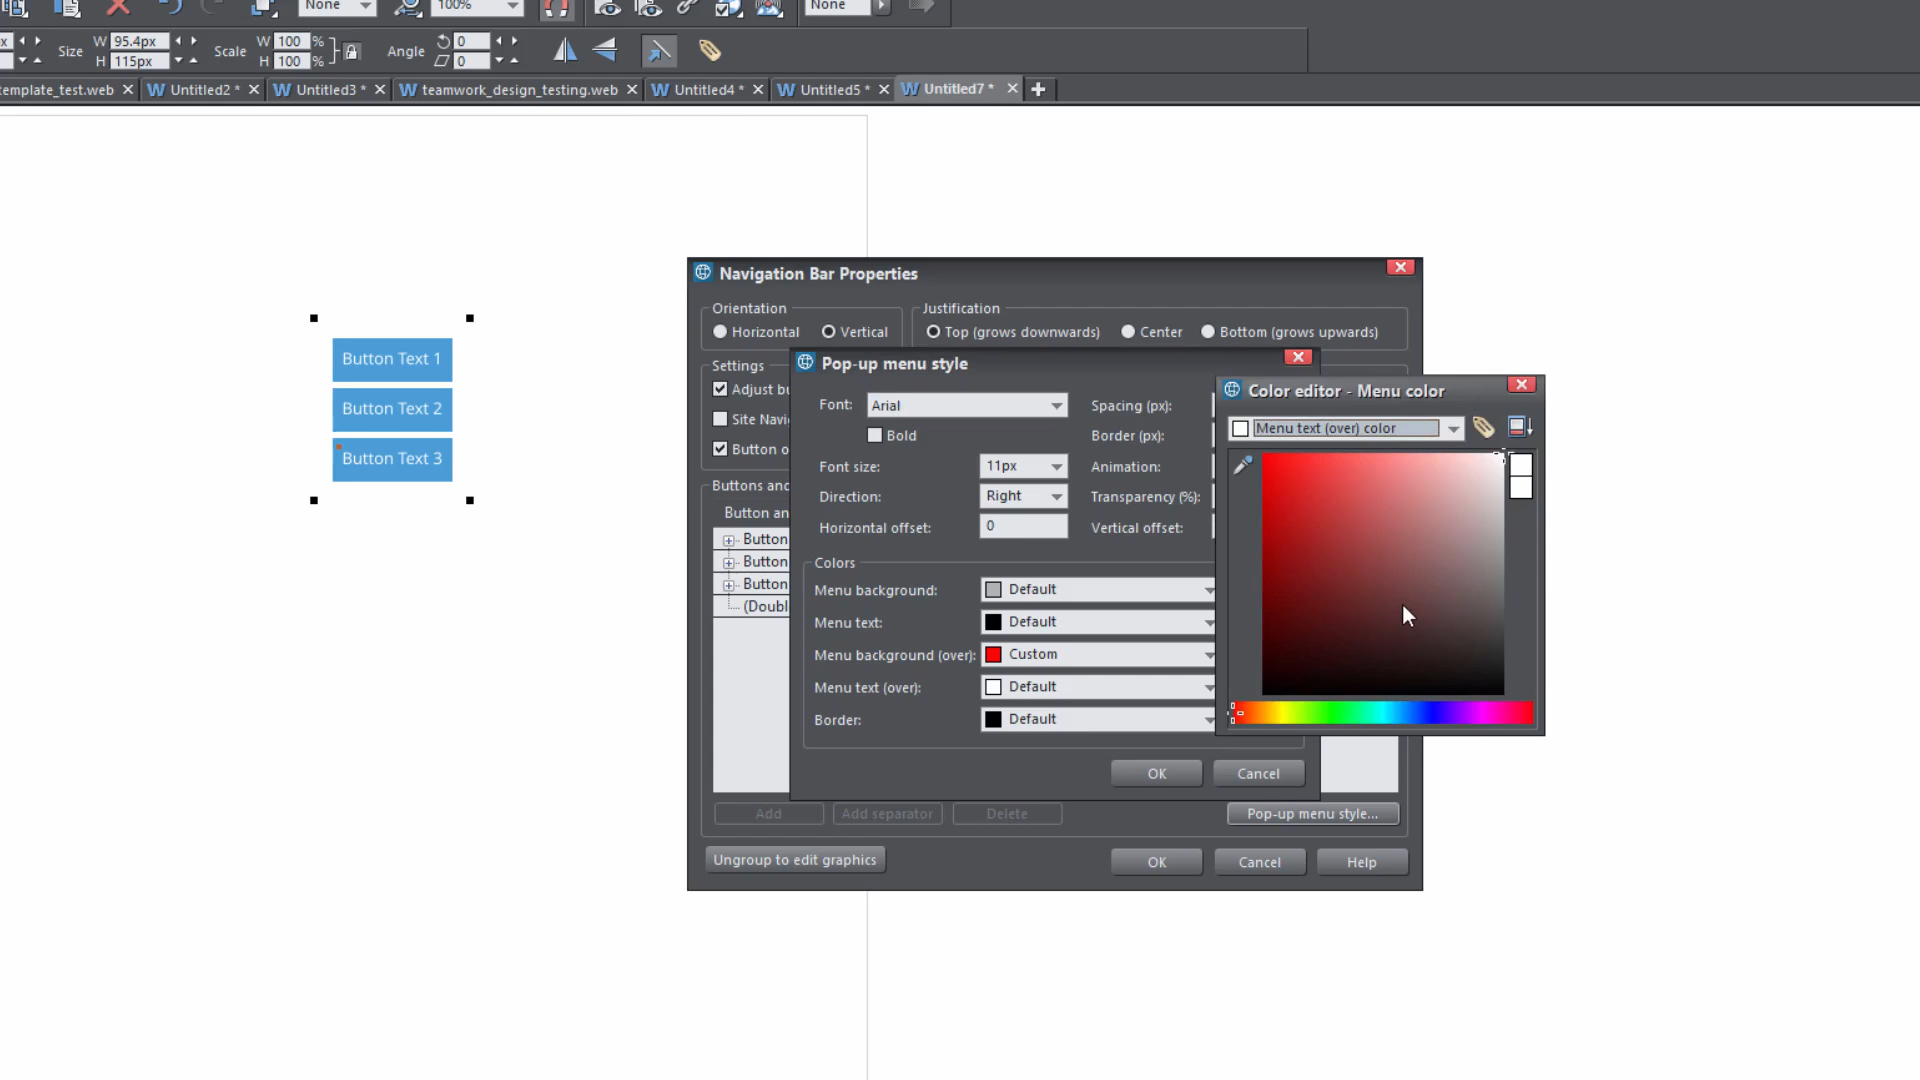 None
100%
None
x
Size
W 95.4px
H 115px
Scale
W 100 %
H 100 %
Angle
0
0
template_test.web
Untitled2 *
Untitled3 *
teamwork_design_testing.web
Untitled4 *
Untitled5 *
Untitled7 *
Button Text 1
Button Text 2
Button Text 3
Navigation Bar Properties
Orientation
Horizontal
Vertical
Justification
Top (grows downwards)
Center
Bottom (grows upwards)
Settings
Adjust bu
Site Navi
Button o
Buttons and
Button an
Button
Button
Button
(Doubl
Pop-up menu style
Font: Arial
Bold
Font size: 11px
Direction: Right
Horizontal offset: 0
Spacing (px):
Border (px):
Animation:
Transparency (%):
Vertical offset:
Colors
Menu background: Default
Menu text: Default
Menu background (over): Custom
Menu text (over): Default
Border: Default
OK
Cancel
Color editor - Menu color
Menu text (over) color
Add
Add separator
Delete
Pop-up menu style...
Ungroup to edit graphics
OK
Cancel
Help